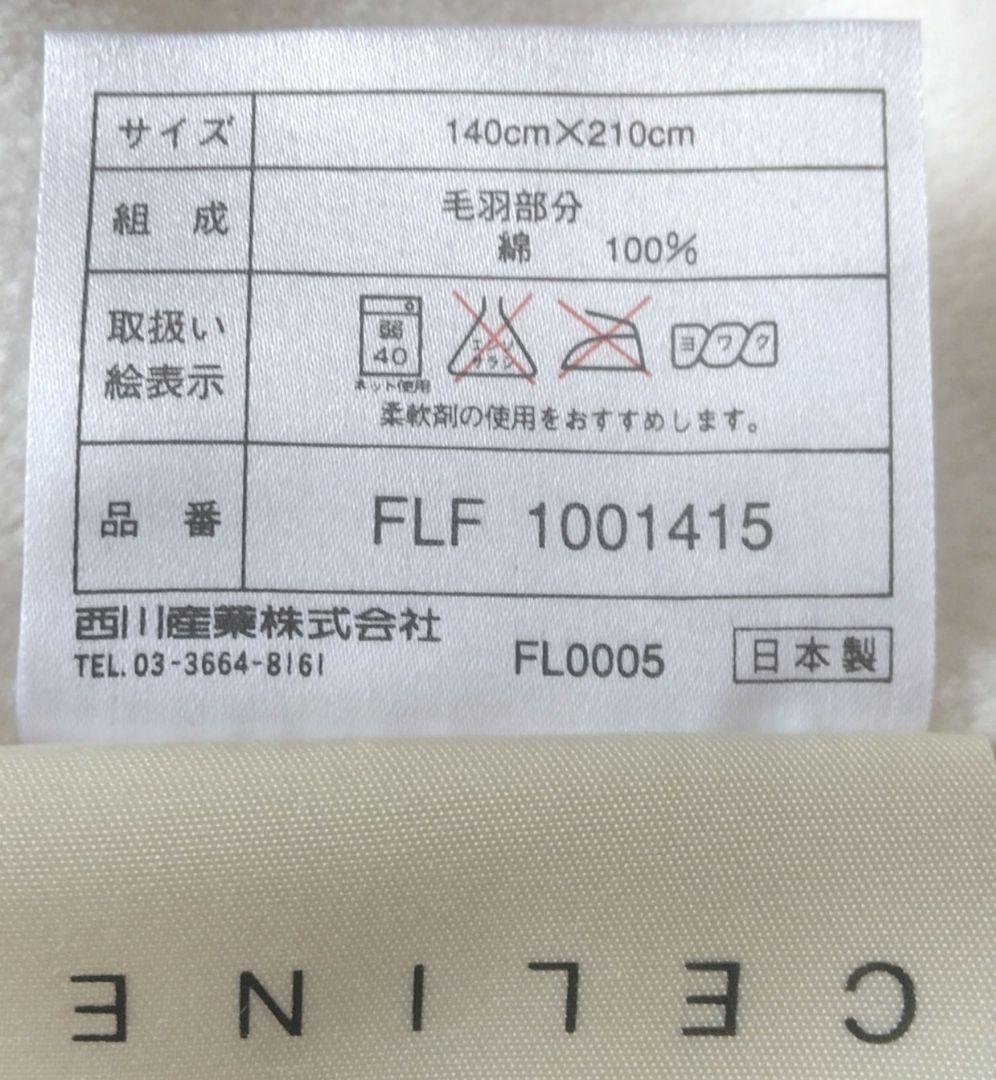 サイズ 140cm×210cm
組 成 毛羽部分
綿 100%
取扱い
絵表示
弱
40
ネット使用
ヨワク
柔軟剤の使用をおすすめします。
品 番 FLF 1001415
西川産業株式会社
TEL. 03-3664-8161 FL0005 日本製
CELINE